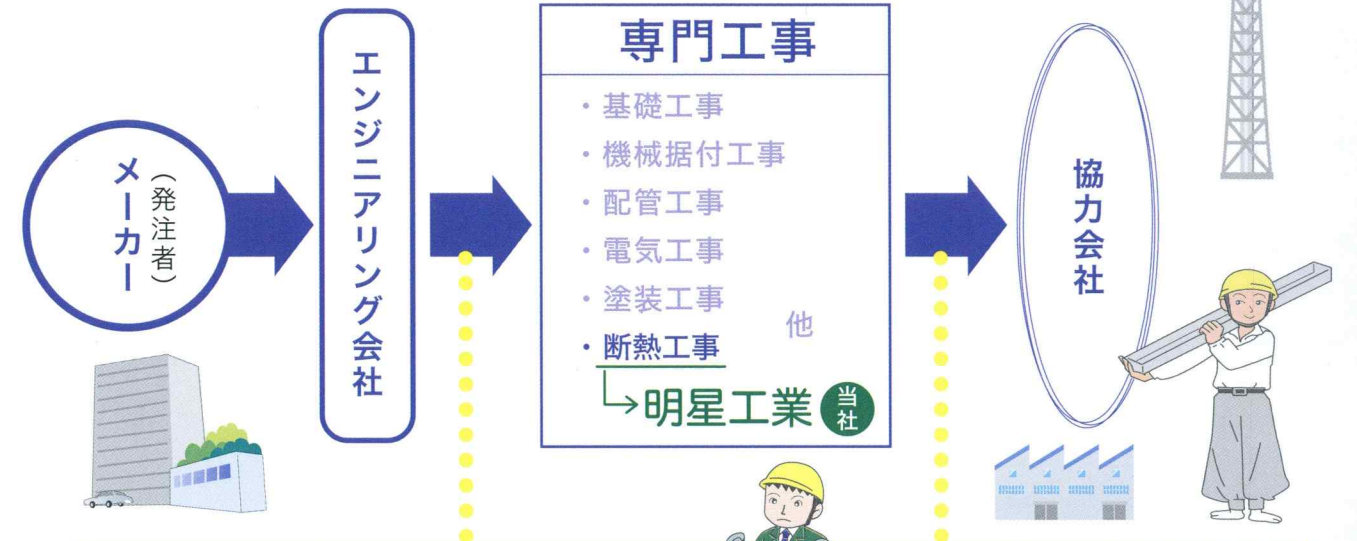 メーカー
（発注者）
エンジニアリング会社
専門工事
・基礎工事
・機械据付工事
・配管工事
・電気工事
・塗装工事
他
・断熱工事
明星工業
当社
協力会社